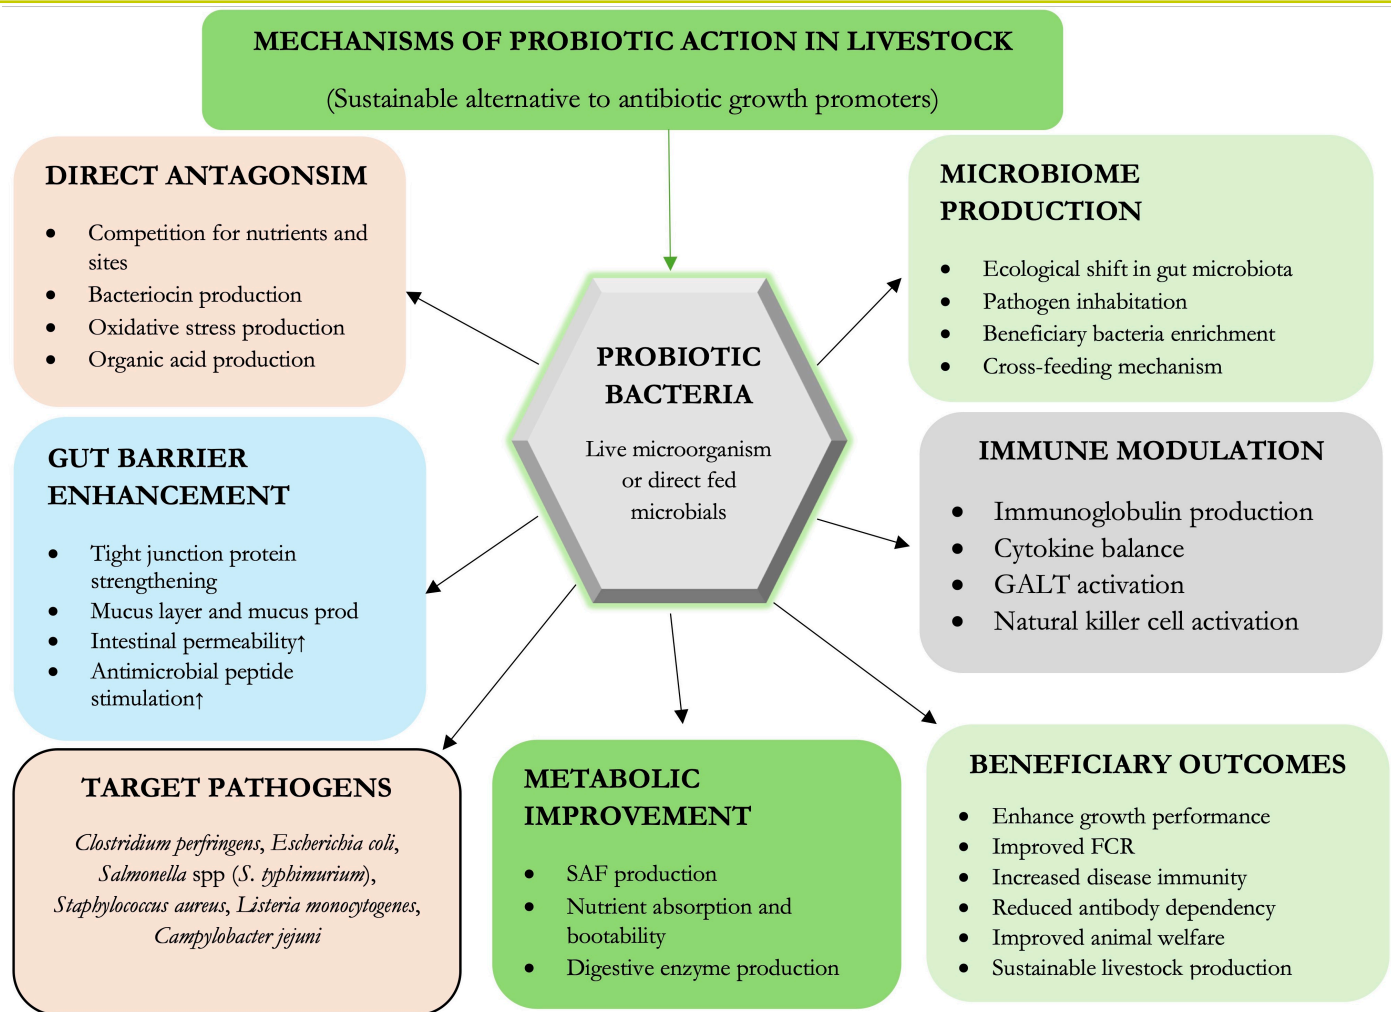 MECHANISMS OF PROBIOTIC ACTION IN LIVESTOCK
(Sustainable alternative to antibiotic growth promoters)
DIRECT ANTAGONSIM
• Competition for nutrients and
sites
• Bacteriocin production
• Oxidative stress production
• Organic acid production
MICROBIOME
PRODUCTION
• Ecological shift in gut microbiota
• Pathogen inhabitation
• Beneficiary bacteria enrichment
• Cross-feeding mechanism
PROBIOTIC
BACTERIA
Live microorganism
or direct fed
microbials
GUT BARRIER
ENHANCEMENT
• Tight junction protein
strengthening
• Mucus layer and mucus prod
• Intestinal permeability↑
• Antimicrobial peptide
stimulation↑
IMMUNE MODULATION
• Immunoglobulin production
• Cytokine balance
• GALT activation
• Natural killer cell activation
TARGET PATHOGENS
Clostridium perfringens, Escherichia coli,
Salmonella spp (S. typhimurium),
Staphylococcus aureus, Listeria monocytogenes,
Campylobacter jejuni
METABOLIC
IMPROVEMENT
• SAF production
• Nutrient absorption and
bootability
• Digestive enzyme production
BENEFICIARY OUTCOMES
• Enhance growth performance
• Improved FCR
• Increased disease immunity
• Reduced antibody dependency
• Improved animal welfare
• Sustainable livestock production